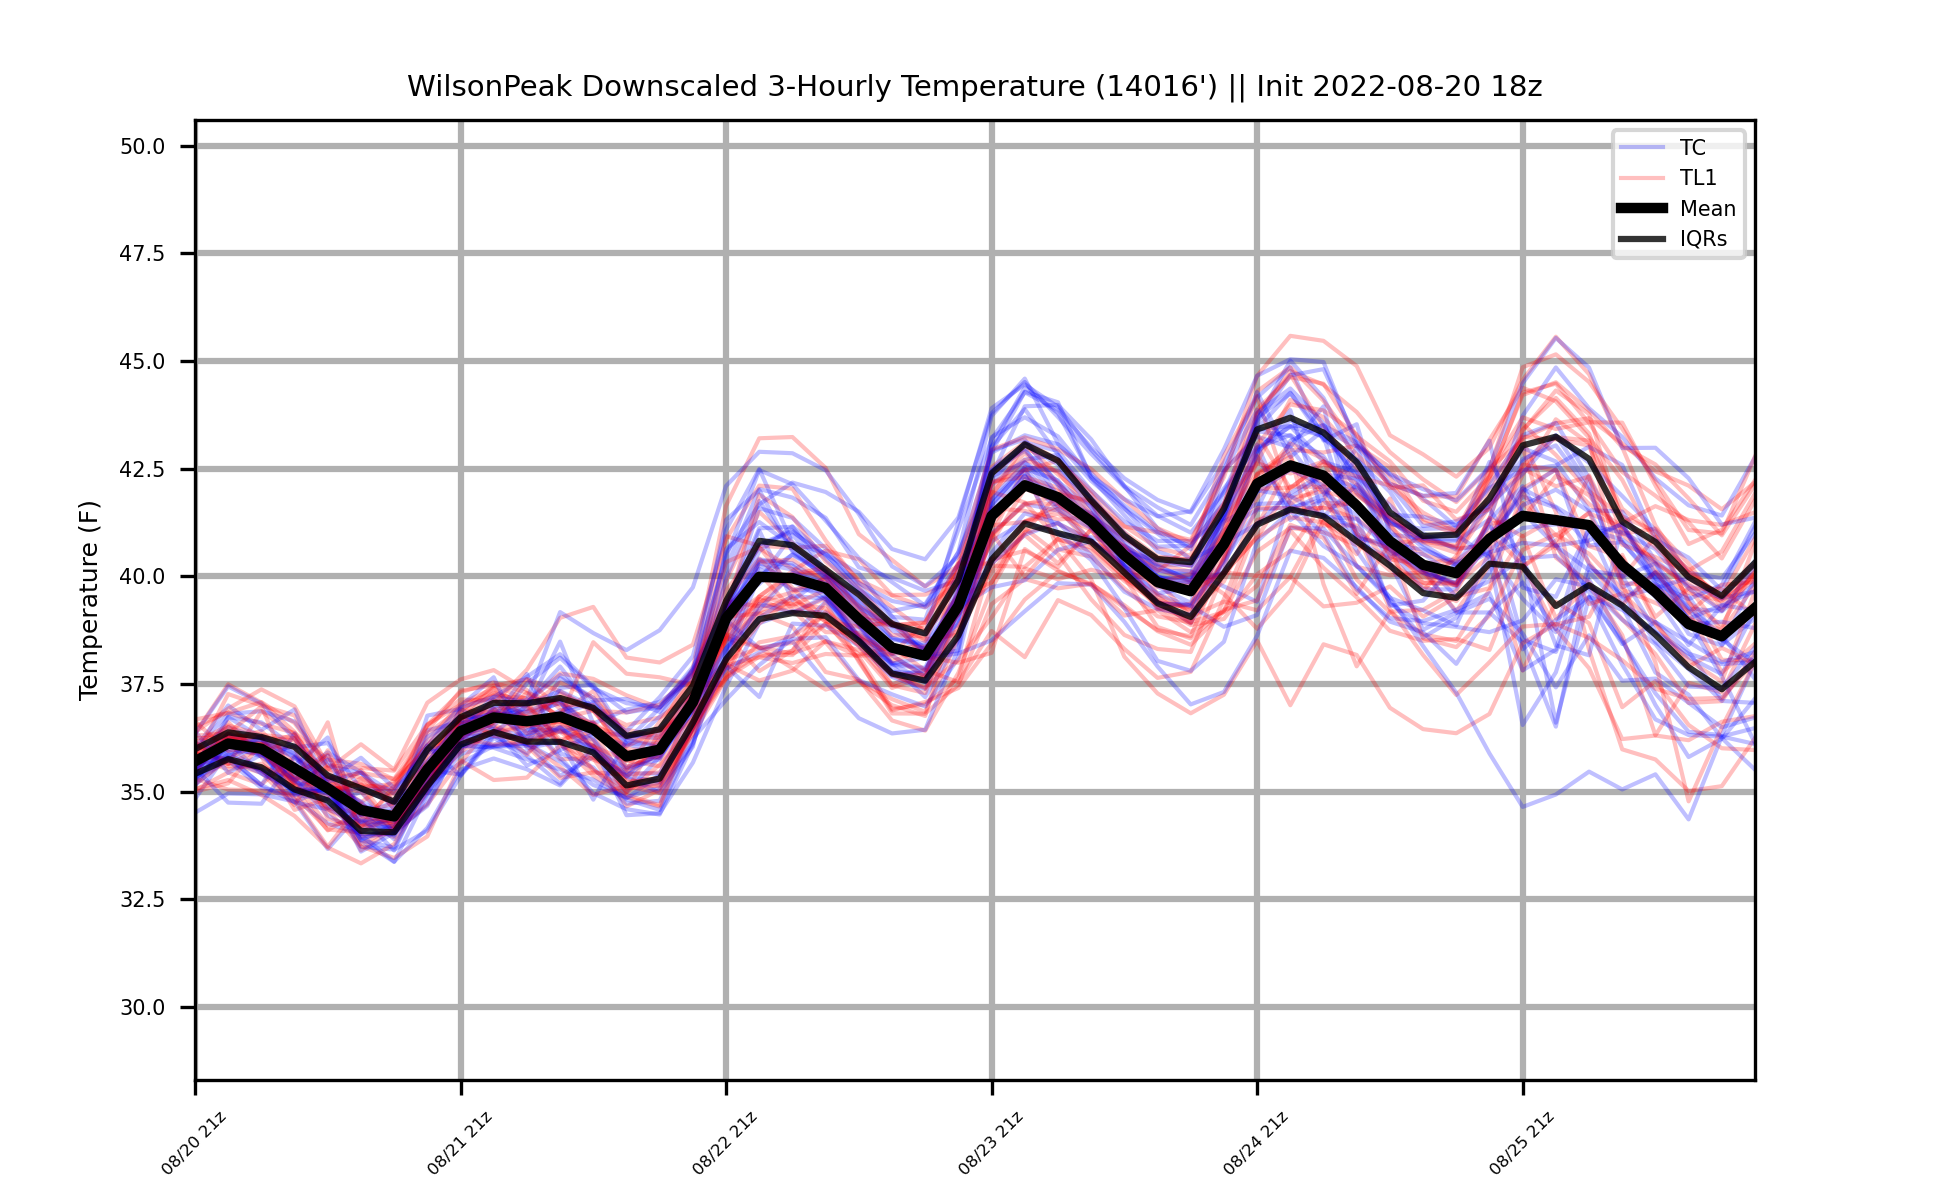 WilsonPeak Downscaled 3-Hourly Temperature (14016') || Init 2022-08-20 18z
TC
TL1
Mean
IQRs
Temperature (F)
50.0
47.5
45.0
42.5
40.0
37.5
35.0
32.5
30.0
08/20 21z
08/21 21z
08/22 21z
08/23 21z
08/24 21z
08/25 21z